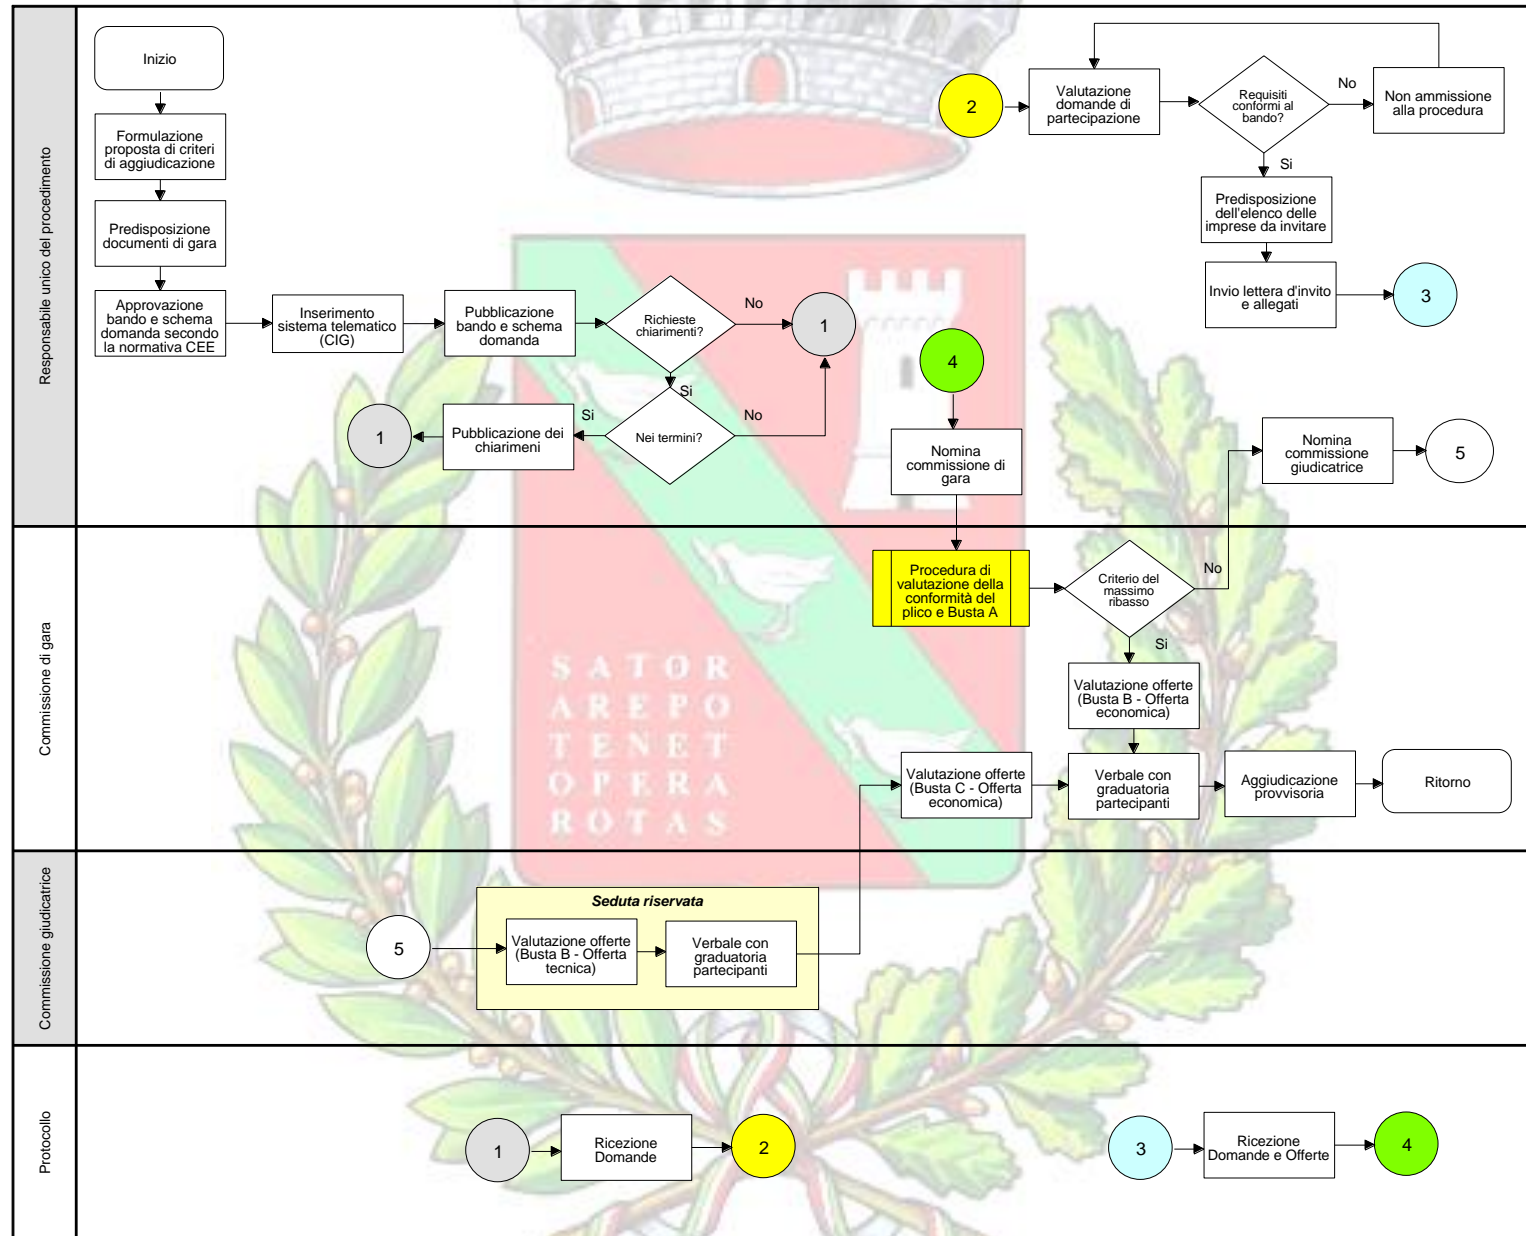 Responsabile unico del procedimento
Inizio
Formulazione
proposta di criteri
di aggiudicazione
Predisposizione
documenti di gara
Approvazione
bando e schema
domanda secondo
la normativa CEE
Inserimento
sistema telematico
(CIG)
Pubblicazione
bando e schema
domanda
Richieste
chiarimenti?
No
1
Si
Nei termini?
No
Si
Pubblicazione dei
chiarimeni
1
2
Valutazione
domande di
partecipazione
Requisiti
conformi al
bando?
No
Non ammissione
alla procedura
Si
Predisposizione
dell'elenco delle
imprese da invitare
Invio lettera d'invito
e allegati
3
4
Nomina
commissione di
gara
Nomina
commissione
giudicatrice
5
Commissione di gara
Procedura di
valutazione della
conformità del
plico e Busta A
Criterio del
massimo
ribasso
No
Si
Valutazione offerte
(Busta B - Offerta
economica)
Valutazione offerte
(Busta C - Offerta
economica)
Verbale con
graduatoria
partecipanti
Aggiudicazione
provvisoria
Ritorno
SATOR
AREPO
TENET
OPERA
ROTAS
Commissione giudicatrice
5
Seduta riservata
Valutazione offerte
(Busta B - Offerta
tecnica)
Verbale con
graduatoria
partecipanti
Protocollo
1
Ricezione
Domande
2
3
Ricezione
Domande e Offerte
4